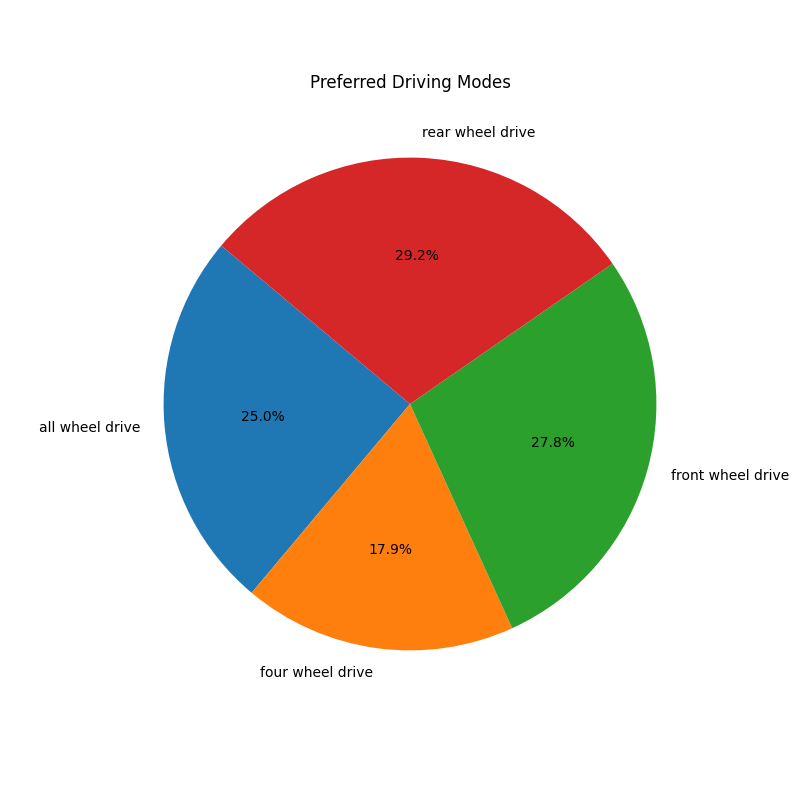 Preferred Driving Modes
rear wheel drive
29.2%
all wheel drive
25.0%
27.8%
front wheel drive
17.9%
four wheel drive